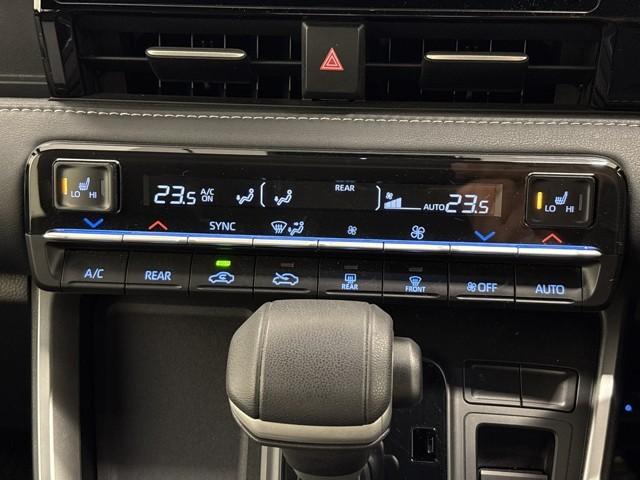 LO HI
23.5 A/C ON
REAR
AUTO 23.5
LO HI
SYNC
A/C
REAR
REAR
FRONT
OFF
AUTO